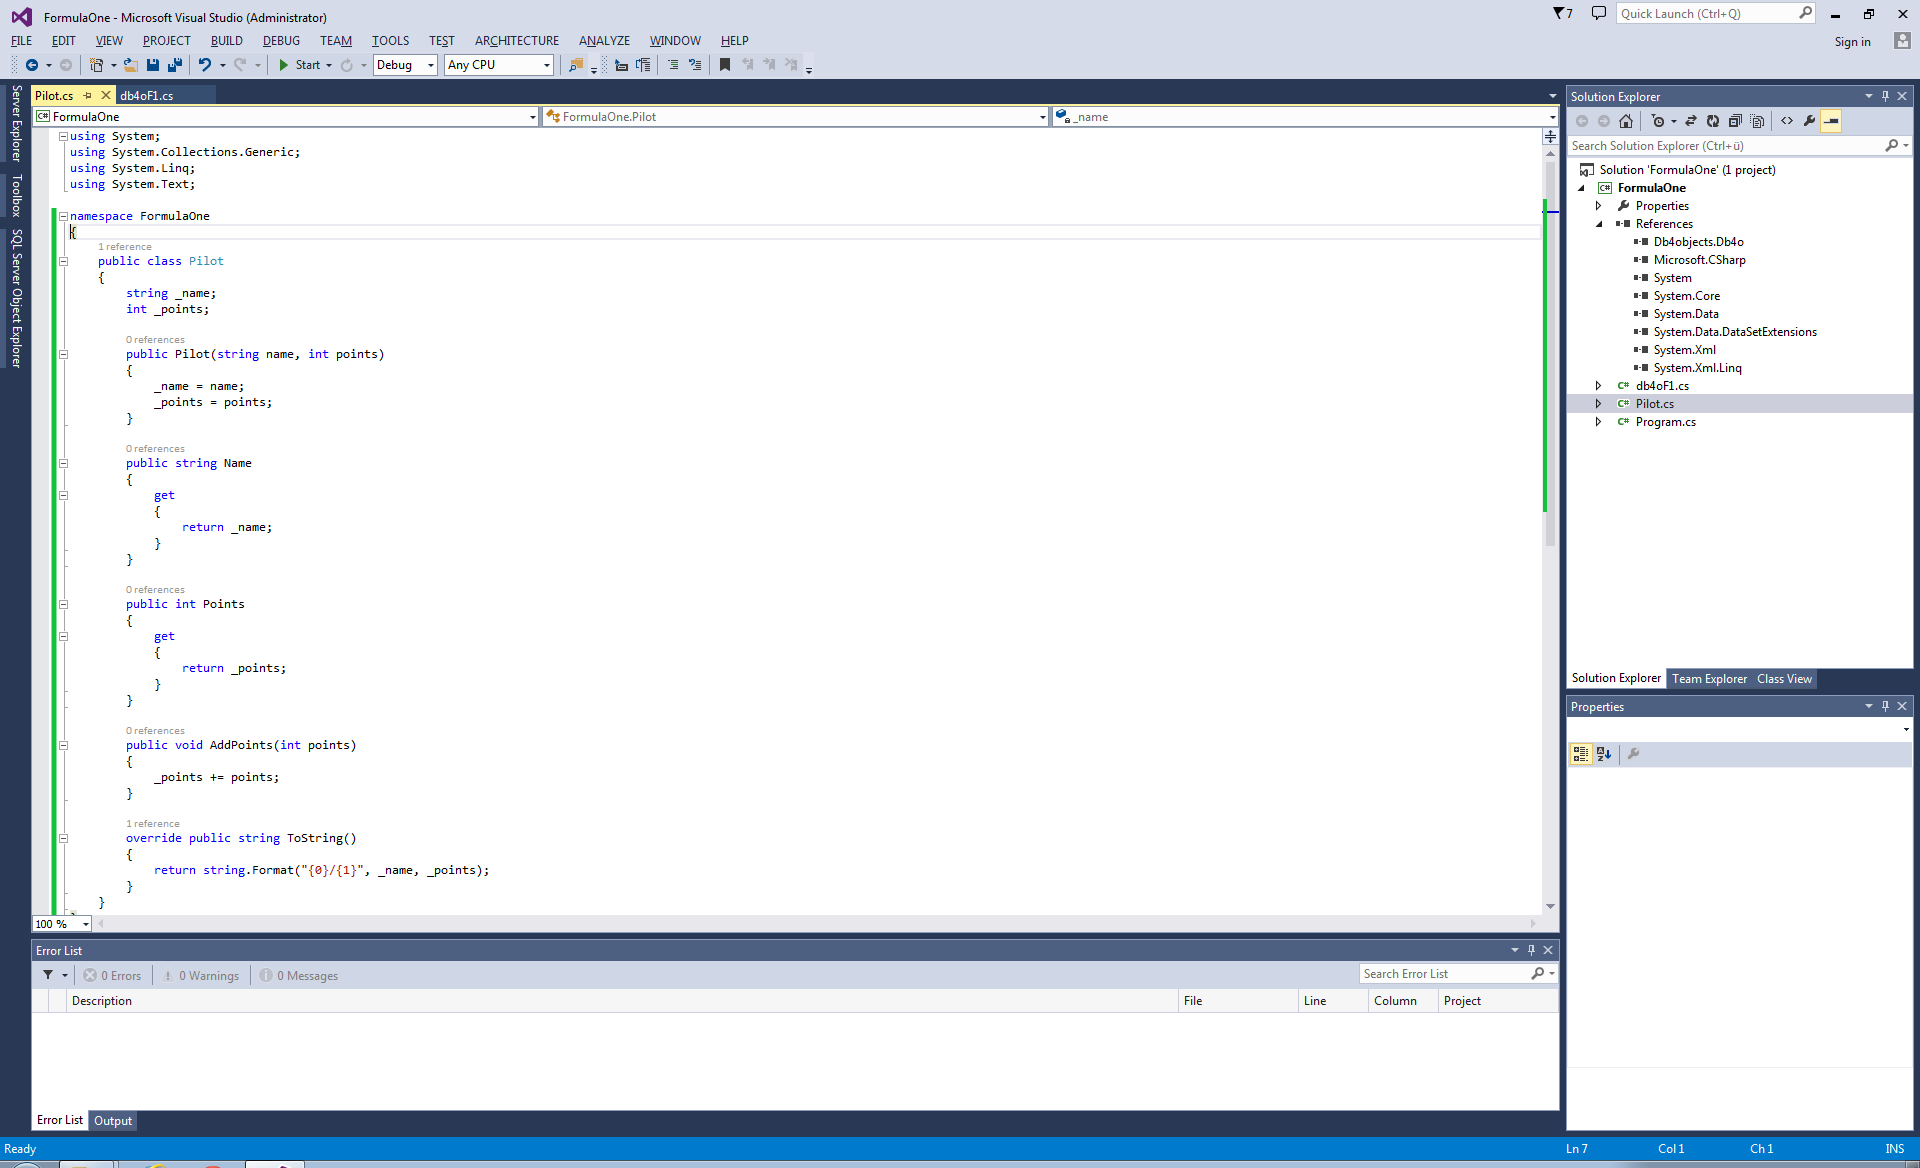 FormulaOne - Microsoft Visual Studio (Administrator)
7
Quick Launch (Ctrl+Q)
FILE EDIT VIEW PROJECT BUILD DEBUG TEAM TOOLS TEST ARCHITECTURE ANALYZE WINDOW HELP
Sign in
Start Debug Any CPU
Server Explorer
Toolbox
SQL Server Object Explorer
Pilot.cs db4oF1.cs
FormulaOne FormulaOne.Pilot _name
using System;
using System.Collections.Generic;
using System.Linq;
using System.Text;
namespace FormulaOne
{
1 reference
public class Pilot
{
string _name;
int _points;
0 references
public Pilot(string name, int points)
{
_name = name;
_points = points;
}
0 references
public string Name
{
get
{
return _name;
}
}
0 references
public int Points
{
get
{
return _points;
}
}
0 references
public void AddPoints(int points)
{
_points += points;
}
1 reference
override public string ToString()
{
return string.Format("{0}/{1}", _name, _points);
}
}
100 %
Error List
0 Errors 0 Warnings 0 Messages
Search Error List
Description File Line Column Project
Error List Output
Solution Explorer
Search Solution Explorer (Ctrl+ü)
Solution 'FormulaOne' (1 project)
FormulaOne
Properties
References
Db4objects.Db4o
Microsoft.CSharp
System
System.Core
System.Data
System.Data.DataSetExtensions
System.Xml
System.Xml.Linq
db4oF1.cs
Pilot.cs
Program.cs
Solution Explorer Team Explorer Class View
Properties
Ready
Ln 7 Col 1 Ch 1 INS